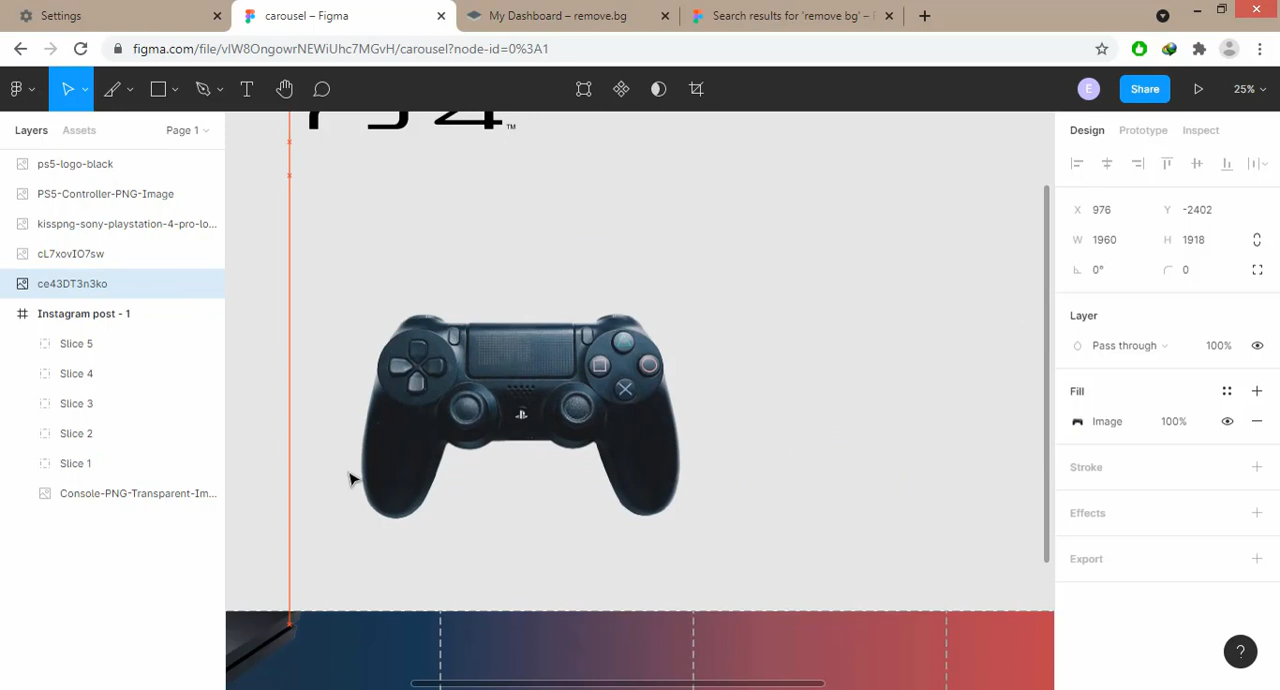 Settings
carousel – Figma
My Dashboard – remove.bg
Search results for 'remove bg' – F
figma.com/file/vlW8OngowrNEWiUhc7MGvH/carousel?node-id=0%3A1
E
Share
25%
Layers
Assets
Page 1
Design
Prototype
Inspect
PS4™
ps5-logo-black
PS5-Controller-PNG-Image
kisspng-sony-playstation-4-pro-lo...
cL7xovIO7sw
ce43DT3n3ko
Instagram post - 1
Slice 5
Slice 4
Slice 3
Slice 2
Slice 1
Console-PNG-Transparent-Im...
X 976 Y -2402
W 1960 H 1918
0° 0
Layer
Pass through 100%
Fill
Image 100%
Stroke
Effects
Export
?